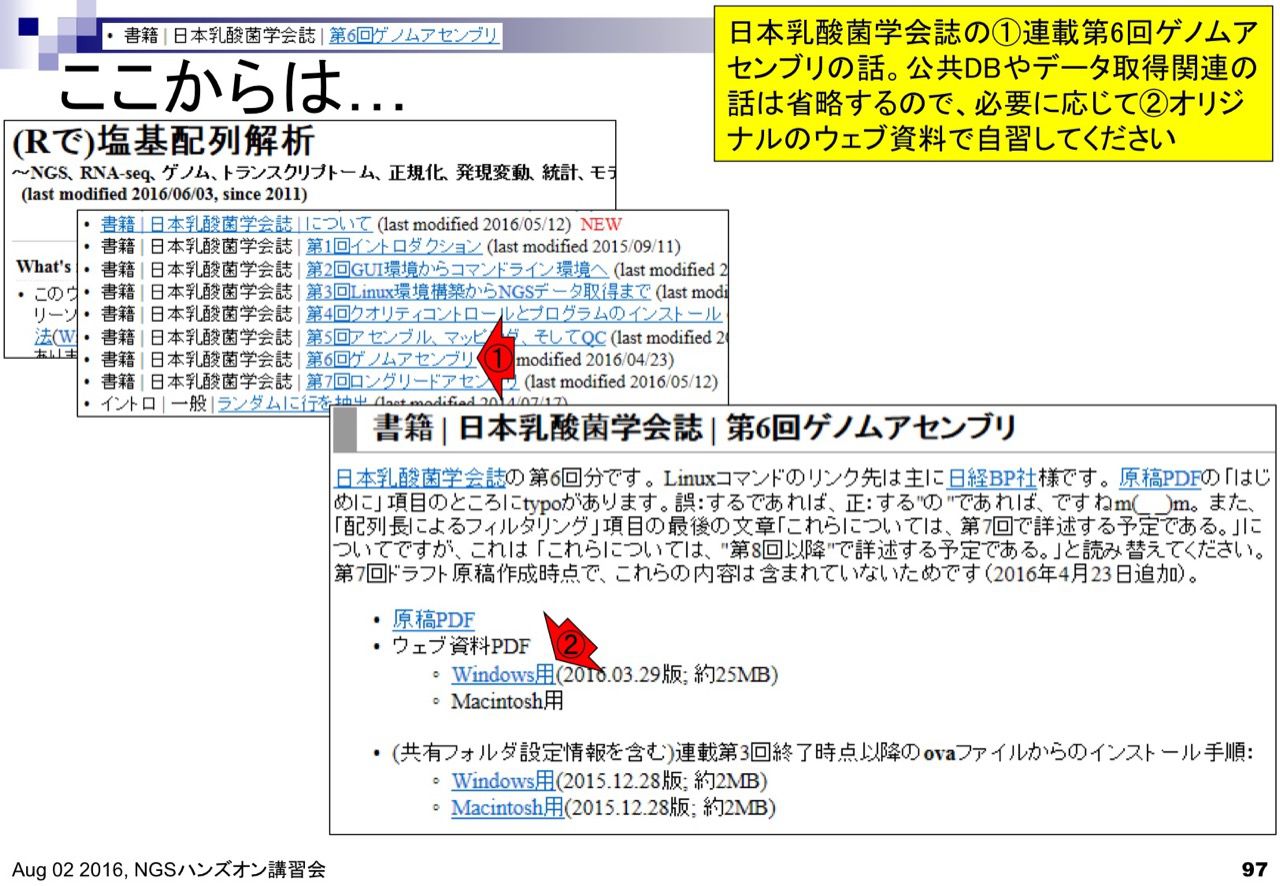 • 書籍 | 日本乳酸菌学会誌 | 第6回ゲノムアセンブリ
ここからは…
日本乳酸菌学会誌の①連載第6回ゲノムア
センブリの話。公共DBやデータ取得関連の
話は省略するので、必要に応じて②オリジ
ナルのウェブ資料で自習してください
(Rで)塩基配列解析
～NGS、RNA-seq、ゲノム、トランスクリプトーム、正規化、発現変動、統計、モデ
(last modified 2016/06/03, since 2011)
What's
• このウ
リーソ
法(W
• 書籍 | 日本乳酸菌学会誌 | について (last modified 2016/05/12) NEW
• 書籍 | 日本乳酸菌学会誌 | 第1回イントロダクション (last modified 2015/09/11)
• 書籍 | 日本乳酸菌学会誌 | 第2回GUI環境からコマンドライン環境へ (last modified 2
• 書籍 | 日本乳酸菌学会誌 | 第3回Linux環境構築からNGSデータ取得まで (last modi
• 書籍 | 日本乳酸菌学会誌 | 第4回クオリティコントロールとプログラムのインストール
• 書籍 | 日本乳酸菌学会誌 | 第5回アセンブル、マッピング、そしてQC (last modified 20
• 書籍 | 日本乳酸菌学会誌 | 第6回ゲノムアセンブリ ① modified 2016/04/23)
• 書籍 | 日本乳酸菌学会誌 | 第7回ロングリードアセンブリ (last modified 2016/05/12)
• イントロ | 一般 | ランダムに行を抽出 (last modified 2014/07/17)
書籍 | 日本乳酸菌学会誌 | 第6回ゲノムアセンブリ
日本乳酸菌学会誌の第6回分です。Linuxコマンドのリンク先は主に日経BP社様です。原稿PDFの「はじ
めに」項目のところにtypoがあります。誤：するであれば、正：する"の"であれば、ですねm(_ _)m。また、
「配列長によるフィルタリング」項目の最後の文章「これらについては、第7回で詳述する予定である。」に
ついてですが、これは「これらについては、"第8回以降"で詳述する予定である。」と読み替えてください。
第7回ドラフト原稿作成時点で、これらの内容は含まれていないためです(2016年4月23日追加)。
• 原稿PDF
• ウェブ資料PDF
②
◦ Windows用(2016.03.29版; 約25MB)
◦ Macintosh用
• (共有フォルダ設定情報を含む)連載第3回終了時点以降のovaファイルからのインストール手順：
◦ Windows用(2015.12.28版; 約2MB)
◦ Macintosh用(2015.12.28版; 約2MB)
Aug 02 2016, NGSハンズオン講習会
97